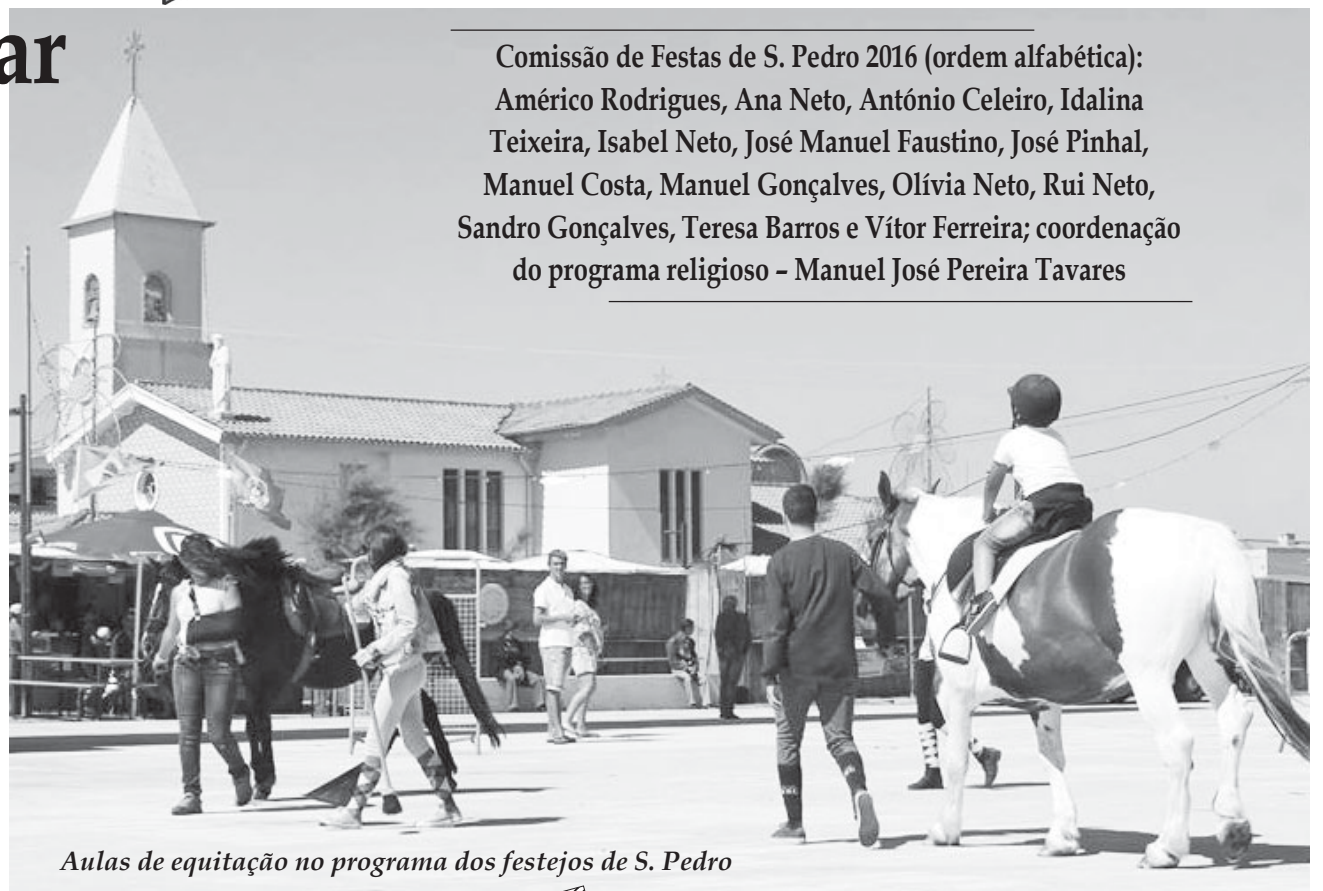 ar
Comissão de Festas de S. Pedro 2016 (ordem alfabética):
Américo Rodrigues, Ana Neto, António Celeiro, Idalina
Teixeira, Isabel Neto, José Manuel Faustino, José Pinhal,
Manuel Costa, Manuel Gonçalves, Olívia Neto, Rui Neto,
Sandro Gonçalves, Teresa Barros e Vítor Ferreira; coordenação
do programa religioso – Manuel José Pereira Tavares
Aulas de equitação no programa dos festejos de S. Pedro